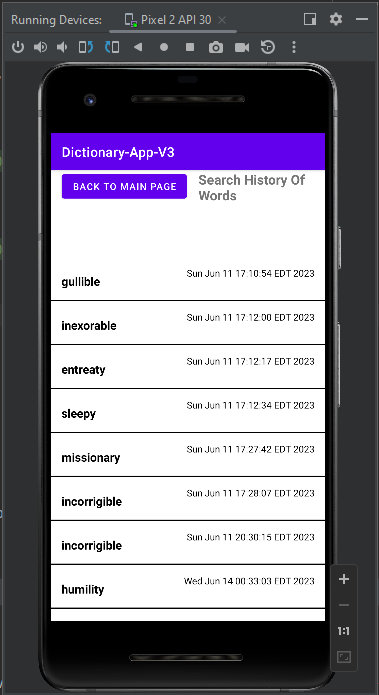 Running Devices: Pixel 2 API 30
Dictionary-App-V3
BACK TO MAIN PAGE
Search History Of
Words
Sun Jun 11 17:10:54 EDT 2023
gullible
Sun Jun 11 17:12:00 EDT 2023
inexorable
Sun Jun 11 17:12:17 EDT 2023
entreaty
Sun Jun 11 17:12:34 EDT 2023
sleepy
Sun Jun 11 17:27:42 EDT 2023
missionary
Sun Jun 11 17:28:07 EDT 2023
incorrigible
Sun Jun 11 20:30:15 EDT 2023
incorrigible
Wed Jun 14 00:33:03 EDT 2023
humility
1:1